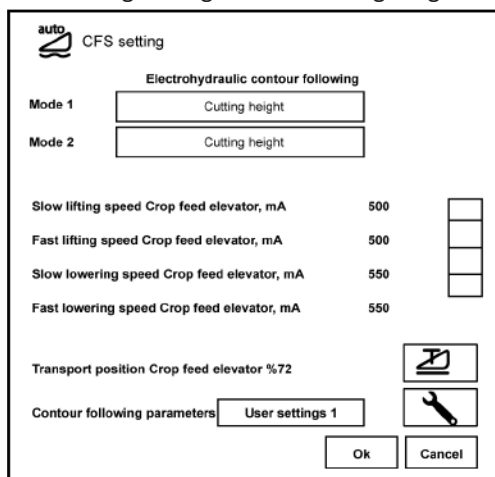 auto
CFS setting
Electrohydraulic contour following
Mode 1 Cutting height
Mode 2 Cutting height
Slow lifting speed Crop feed elevator, mA 500
Fast lifting speed Crop feed elevator, mA 500
Slow lowering speed Crop feed elevator, mA 550
Fast lowering speed Crop feed elevator, mA 550
Transport position Crop feed elevator %72
Contour following parameters User settings 1
Ok Cancel